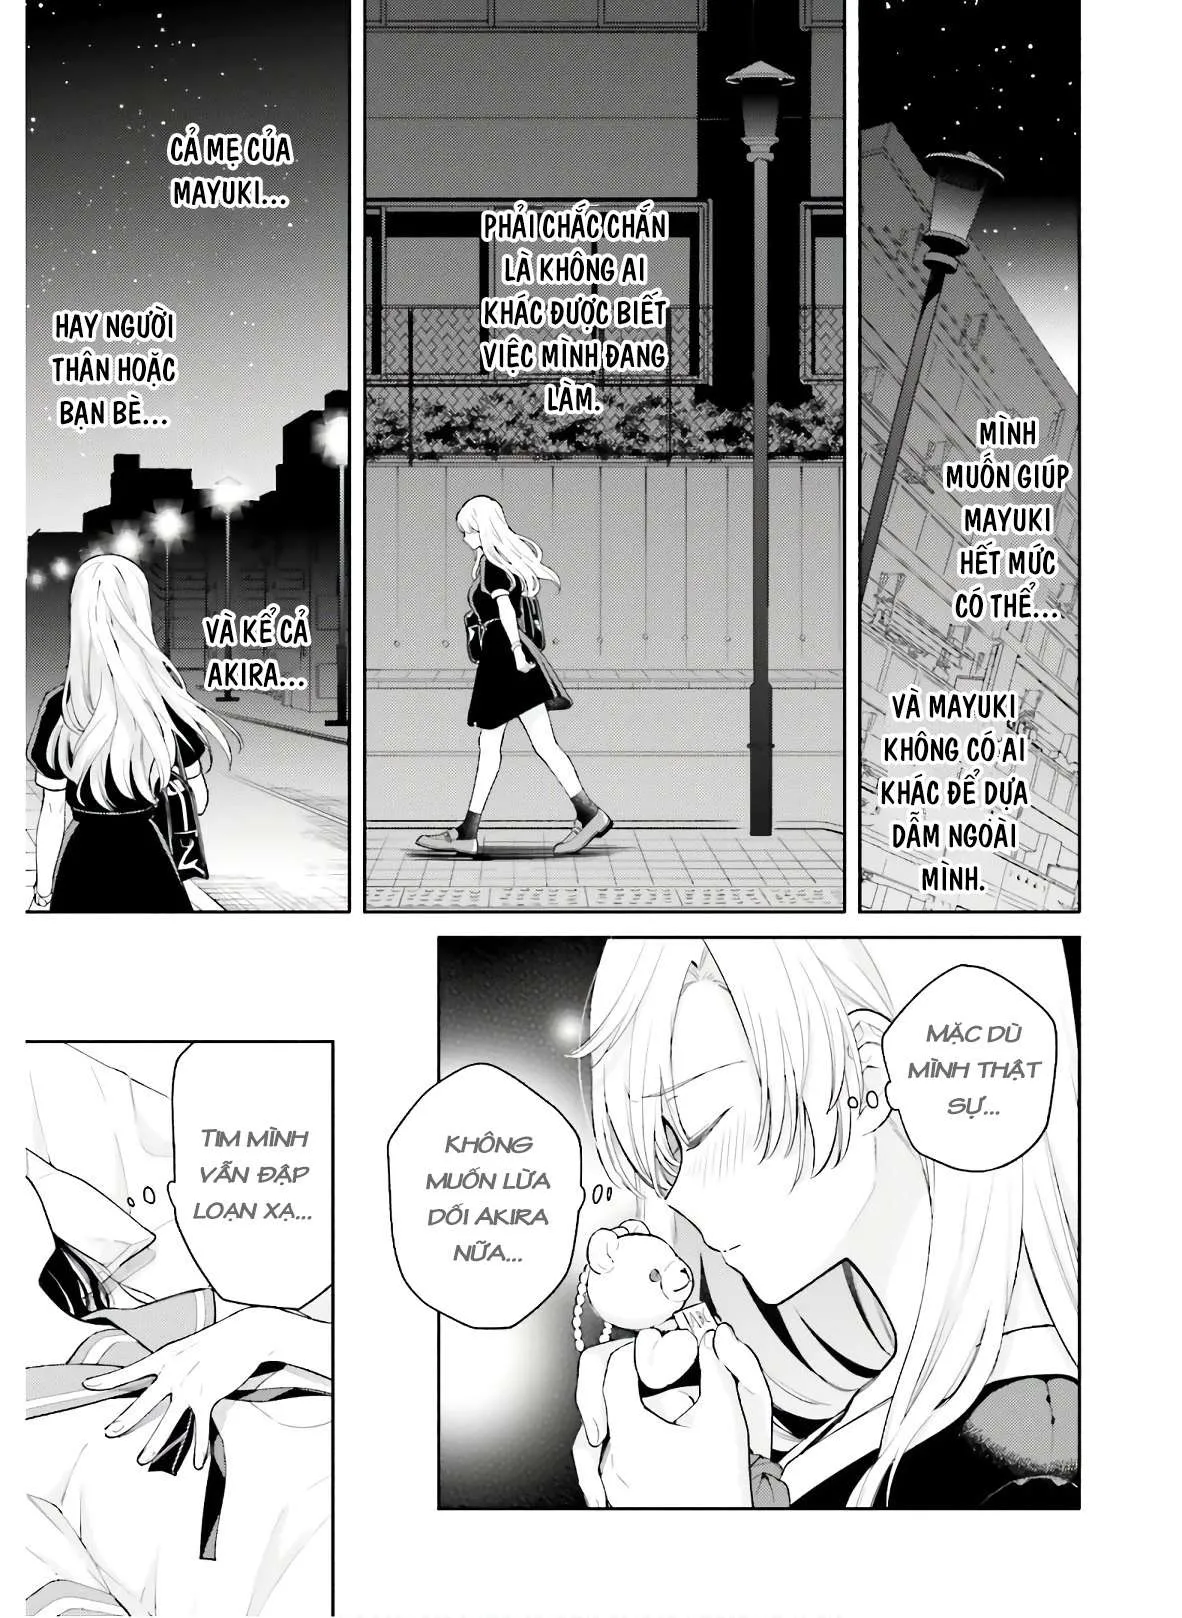 MÌNH
MUỐN GIÚP
MAYUKI
HẾT MỨC
CÓ THỂ...
VÀ MAYUKI
KHÔNG CÓ AI
KHÁC ĐỂ DỰA
DẪM NGOÀI
MÌNH.
PHẢI CHẮC CHẮN
LÀ KHÔNG AI
KHÁC ĐƯỢC BIẾT
VIỆC MÌNH ĐANG
LÀM.
CẢ MẸ CỦA
MAYUKI...
HAY NGƯỜI
THÂN HOẶC
BẠN BÈ...
VÀ KỂ CẢ
AKIRA...
MẶC DÙ
MÌNH THẬT
SỰ...
KHÔNG
MUỐN LỪA
DỐI AKIRA
NỮA...
ABC
TIM MÌNH
VẪN ĐẬP
LOẠN XẠ...